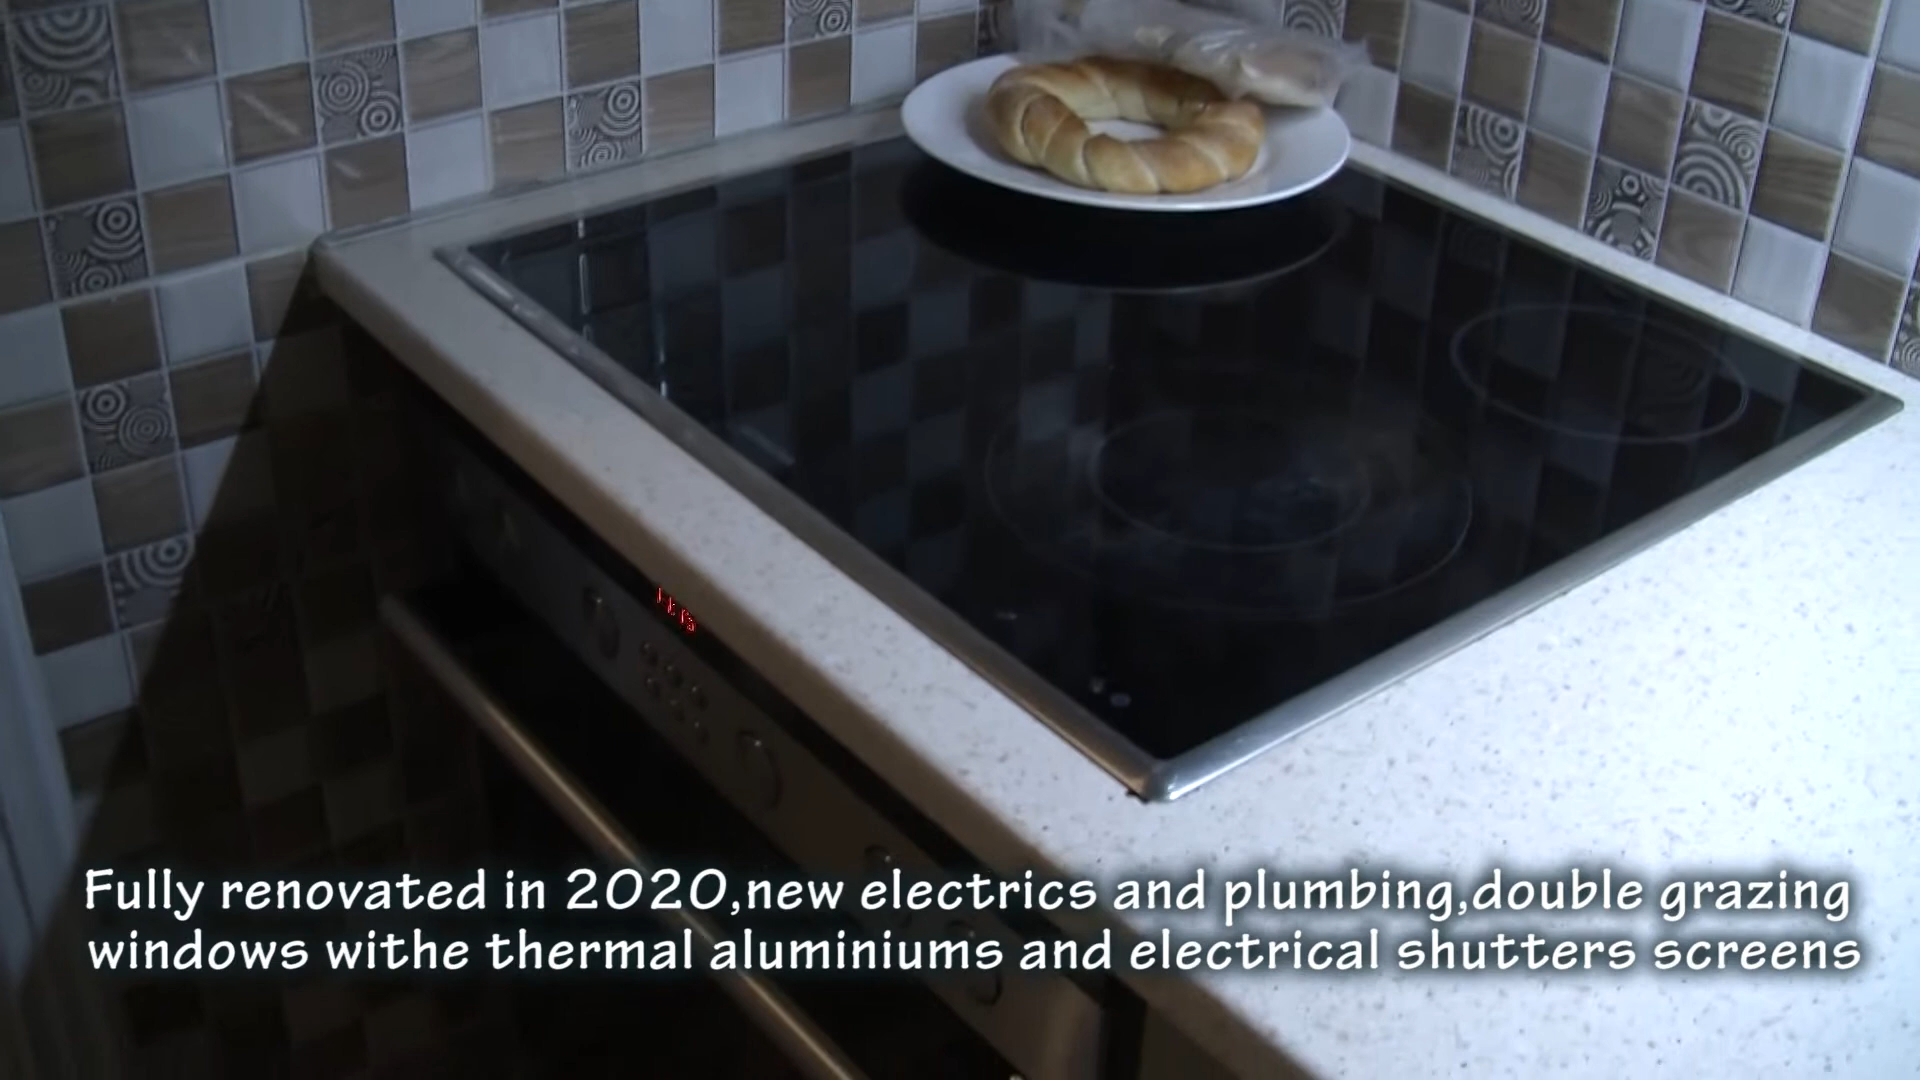 Fully renovated in 2020,new electrics and plumbing,double grazing
windows withe thermal aluminiums and electrical shutters screens